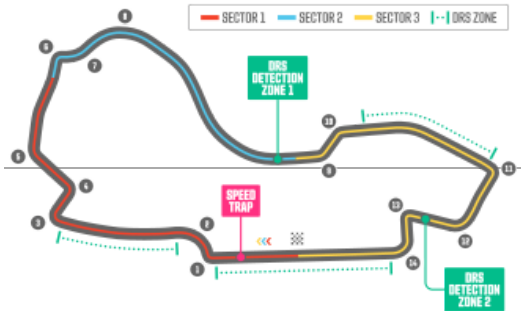 SECTOR 1
SECTOR 2
SECTOR 3
DRS ZONE
8
6
7
DRS
DETECTION
ZONE 1
10
5
9
11
4
SPEED
TRAP
3
2
13
12
1
14
DRS
DETECTION
ZONE 2